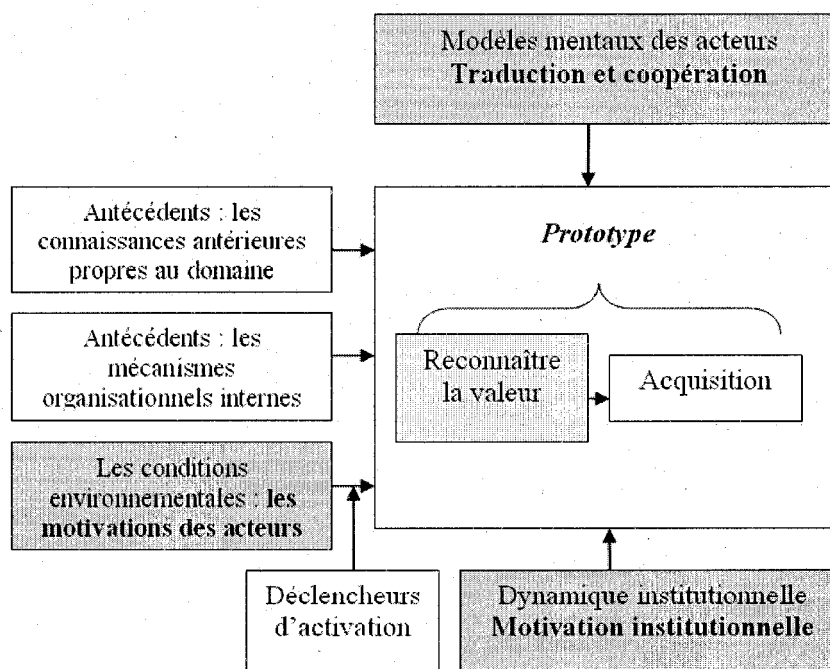 Modèles mentaux des acteurs
Traduction et coopération
Antécédents : les
connaissances antérieures
propres au domaine
Prototype
Antécédents : les
mécanismes
organisationnels internes
Reconnaître
la valeur
Acquisition
Les conditions
environnementales : les
motivations des acteurs
Déclencheurs
d'activation
Dynamique institutionnelle
Motivation institutionnelle